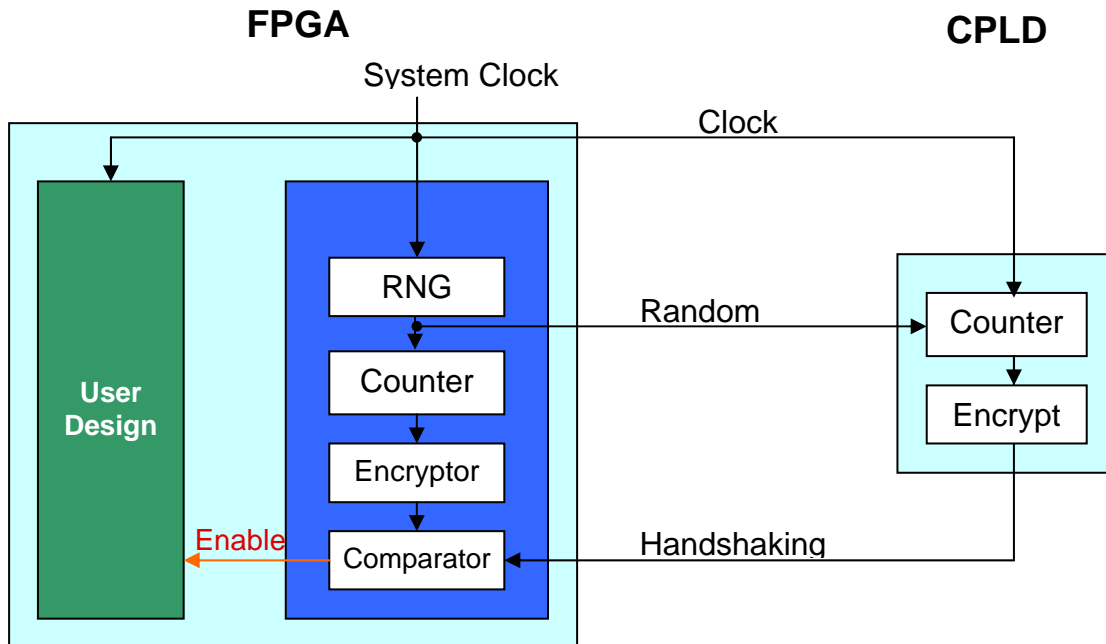 FPGA
CPLD
System Clock
Clock
RNG
Random
Counter
Counter
User
Design
Encrypt
Encryptor
Enable
Comparator
Handshaking